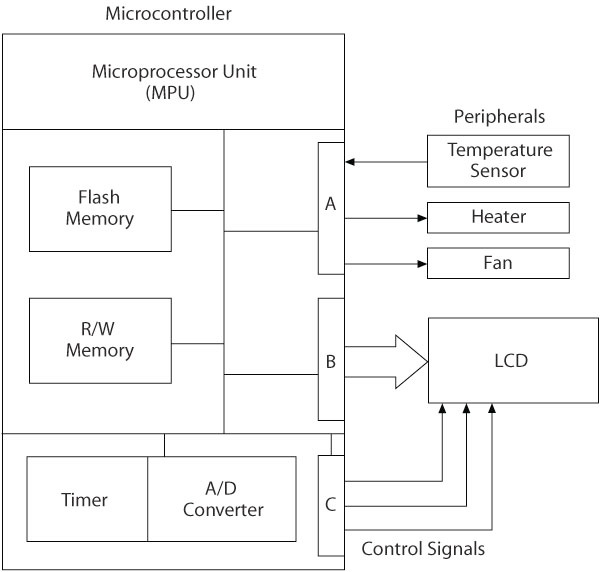 Microcontroller
Microprocessor Unit
(MPU)
Peripherals
Temperature
Sensor
Flash
Memory
A
Heater
Fan
R/W
Memory
B
LCD
Timer
A/D
Converter
C
Control Signals